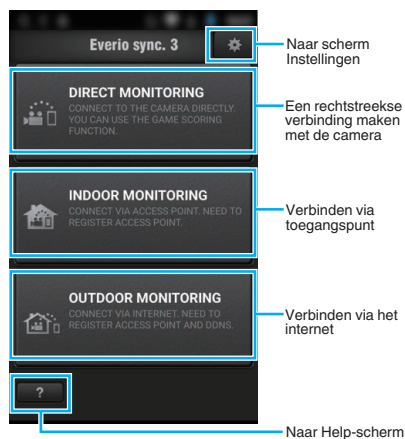 Everio sync. 3
Naar scherm
Instellingen
DIRECT MONITORING
CONNECT TO THE CAMERA DIRECTLY.
YOU CAN USE THE GAME SCORING
FUNCTION.
Een rechtstreekse
verbinding maken
met de camera
INDOOR MONITORING
CONNECT VIA ACCESS POINT. NEED TO
REGISTER ACCESS POINT.
Verbinden via
toegangspunt
OUTDOOR MONITORING
CONNECT VIA INTERNET. NEED TO
REGISTER ACCESS POINT AND DDNS.
Verbinden via het
internet
?
Naar Help-scherm